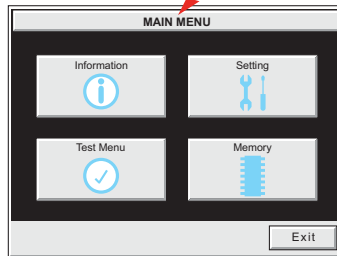 MAIN MENU
Information
Setting
Test Menu
Memory
Exit